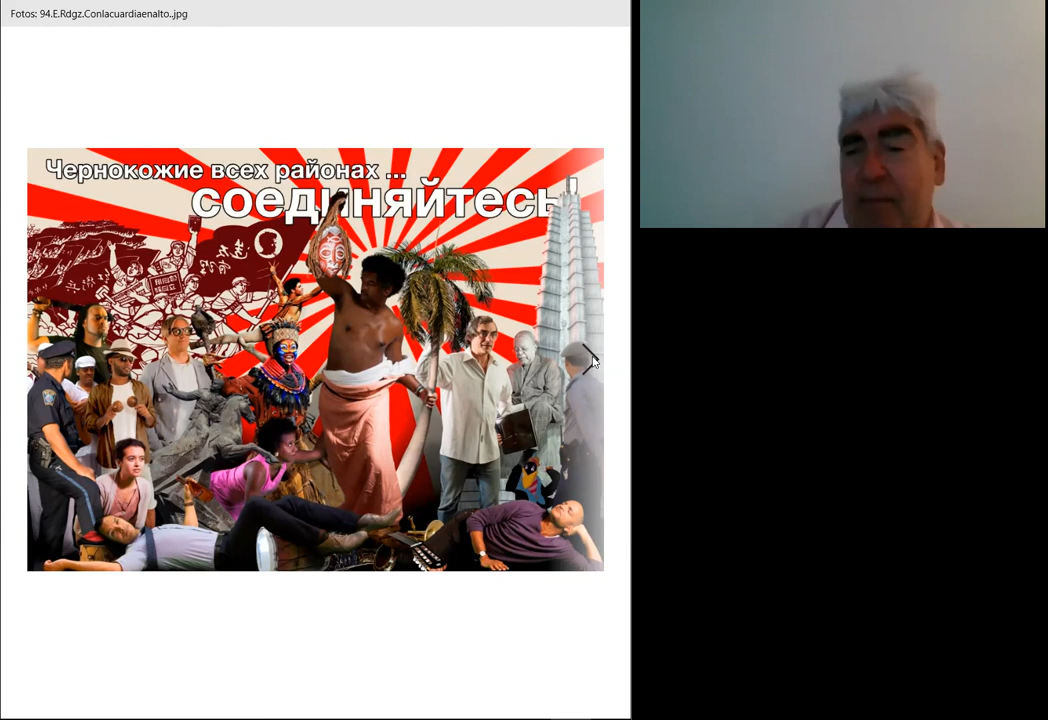 Fotos: 94.E.Rdgz.Conlacuardiaenalto..jpg
Чернокожие всех районах ...
соединяйтесь!